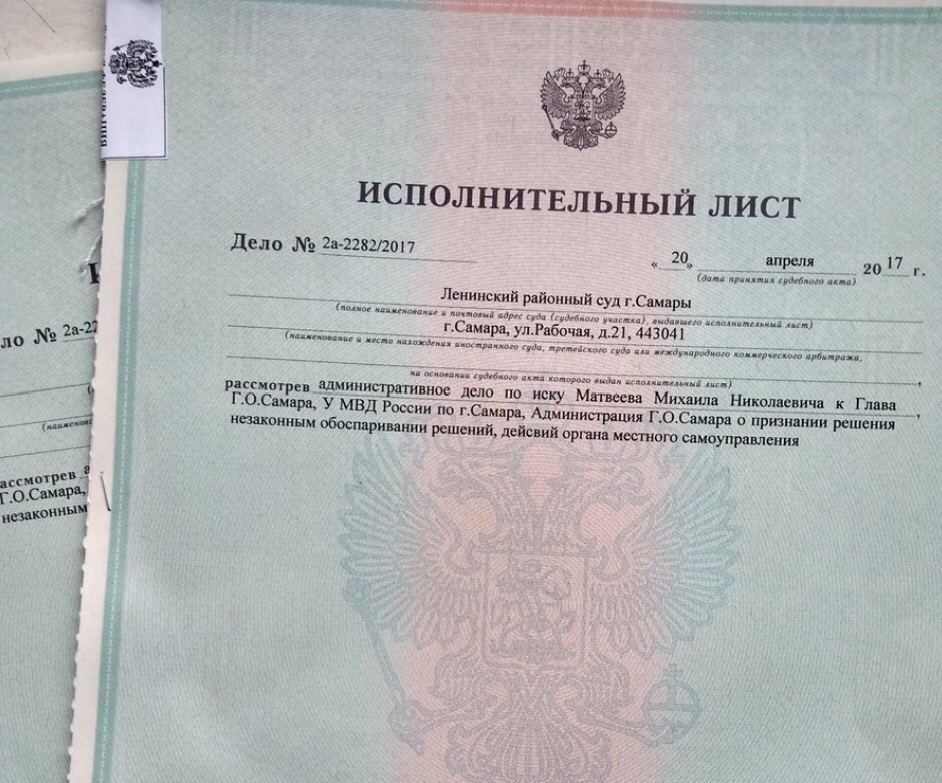 ИСПОЛНИТЕЛЬНЫЙ ЛИСТ
Дело № 2а-2282/2017
« 20 » апреля 2017 г.
(дата принятия судебного акта)
Ленинский районный суд г.Самары
(полное наименование и почтовый адрес суда (судебного участка), выдавшего исполнительный лист)
г.Самара, ул.Рабочая, д.21, 443041
(наименование и место нахождения иностранного суда, третейского суда или международного коммерческого арбитража,
на основании судебного акта которого выдан исполнительный лист)
рассмотрев административное дело по иску Матвеева Михаила Николаевича к Глава
Г.О.Самара, У МВД России по г.Самара, Администрация Г.О.Самара о признании решения
незаконным обоспаривании решений, дейсвий органа местного самоуправления
ло № 2а-22
(наименов
ассмотрев а
Г.О.Самара,
незаконным